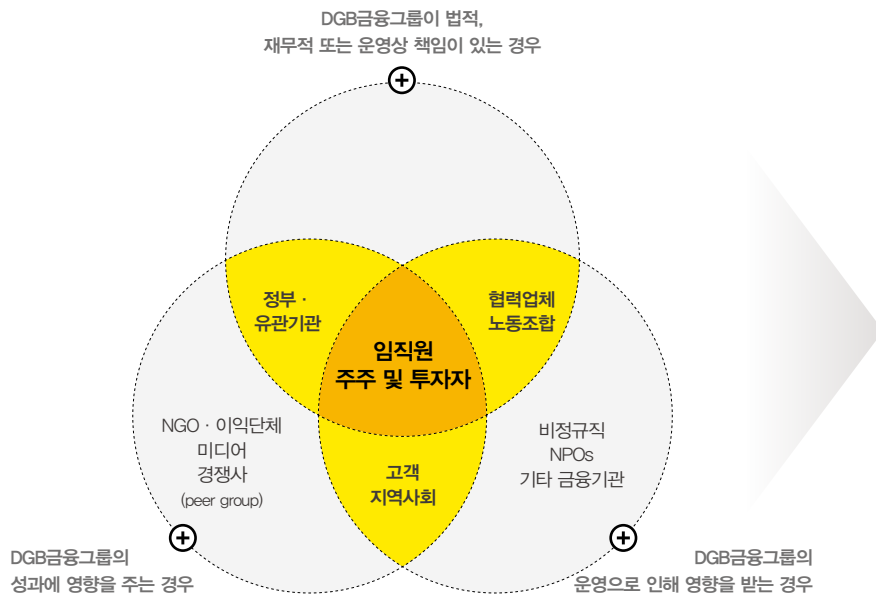 DGB금융그룹이 법적,
재무적 또는 운영상 책임이 있는 경우
정부 ·
유관기관
협력업체
노동조합
임직원
주주 및 투자자
NGO · 이익단체
미디어
경쟁사
(peer group)
비정규직
NPOs
기타 금융기관
고객
지역사회
DGB금융그룹의
성과에 영향을 주는 경우
DGB금융그룹의
운영으로 인해 영향을 받는 경우